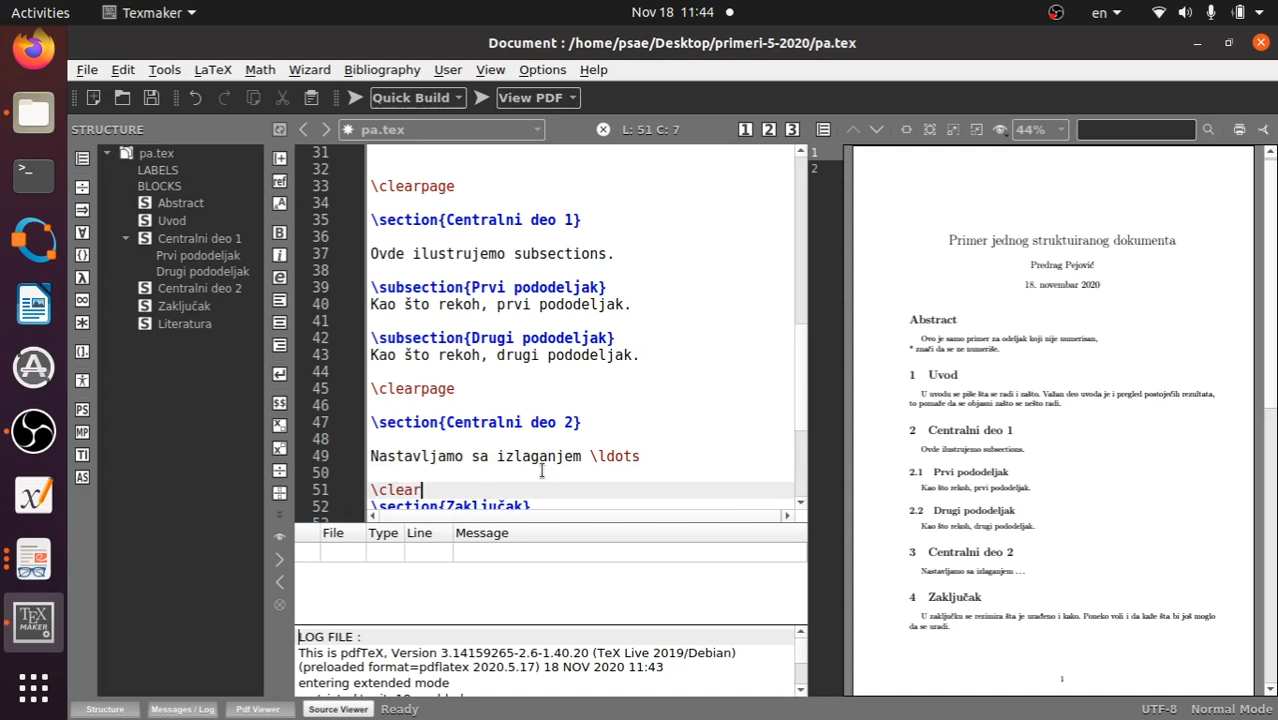 Activities
Texmaker
Nov 18 11:44
en
Document : /home/psae/Desktop/primeri-5-2020/pa.tex
File Edit Tools LaTeX Math Wizard Bibliography User View Options Help
Quick Build
View PDF
STRUCTURE
pa.tex
L: 51 C: 7
1 2 3
44%
pa.tex
LABELS
BLOCKS
Abstract
Uvod
Centralni deo 1
Prvi pododeljak
Drugi pododeljak
Centralni deo 2
Zaključak
Literatura
31
32
33 \clearpage
34
35 \section{Centralni deo 1}
36
37 Ovde ilustrujemo subsections.
38
39 \subsection{Prvi pododeljak}
40 Kao što rekoh, prvi pododeljak.
41
42 \subsection{Drugi pododeljak}
43 Kao što rekoh, drugi pododeljak.
44
45 \clearpage
46
47 \section{Centralni deo 2}
48
49 Nastavljamo sa izlaganjem \ldots
50
51 \clear
52 \section{Zaključak}
File Type Line Message
LOG FILE :
This is pdfTeX, Version 3.14159265-2.6-1.40.20 (TeX Live 2019/Debian)
(preloaded format=pdflatex 2020.5.17) 18 NOV 2020 11:43
entering extended mode
1
2
Primer jednog struktuiranog dokumenta
Predrag Pejović
18. novembar 2020
Abstract
Ovo je samo primer za odeljak koji nije numerisan,
* znači da se ne numeriše.
1 Uvod
U uvodu se piše šta se radi i zašto. Važan deo uvoda je i pregled postojećih rezultata,
to pomaže da se objasni zašto se nešto radi.
2 Centralni deo 1
Ovde ilustrujemo subsections.
2.1 Prvi pododeljak
Kao što rekoh, prvi pododeljak.
2.2 Drugi pododeljak
Kao što rekoh, drugi pododeljak.
3 Centralni deo 2
Nastavljamo sa izlaganjem ...
4 Zaključak
U zaključku se rezimira šta je urađeno i kako. Poneko voli i da kaže šta bi još moglo
da se uradi.
1
Structure
Messages / Log
Pdf Viewer
Source Viewer
Ready
UTF-8
Normal Mode